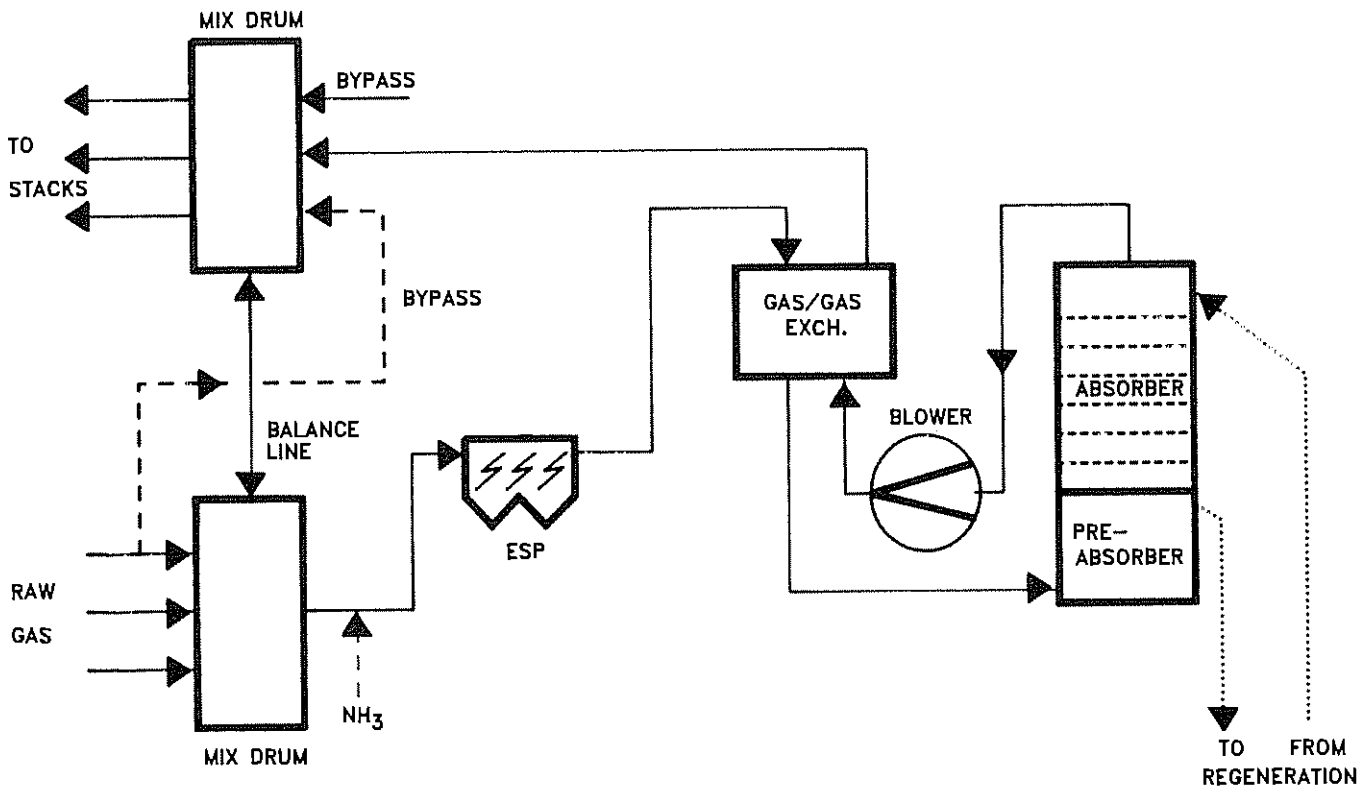 MIX DRUM
BYPASS
TO
STACKS
BYPASS
GAS/GAS
EXCH.
ABSORBER
BLOWER
BALANCE
LINE
PRE-
ABSORBER
ESP
RAW
GAS
NH3
MIX DRUM
TO FROM
REGENERATION